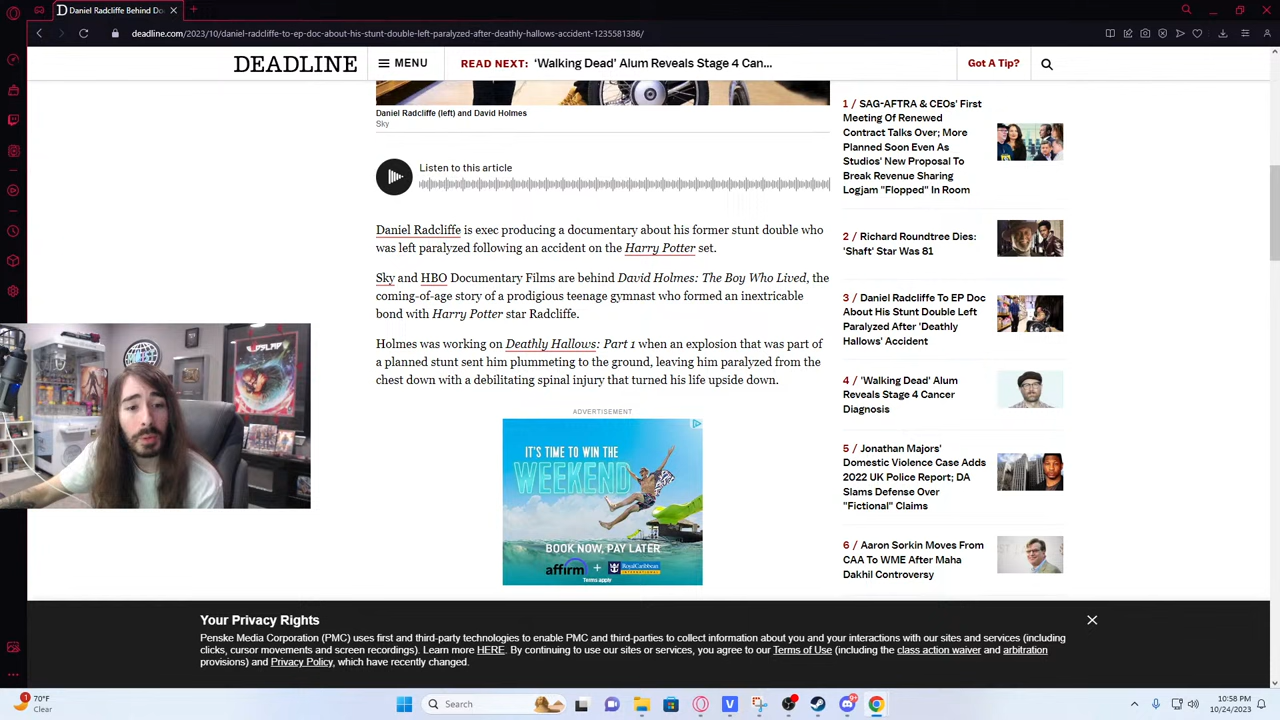 Daniel Radcliffe Behind Do
deadline.com/2023/10/daniel-radcliffe-to-ep-doc-about-his-stunt-double-left-paralyzed-after-deathly-hallows-accident-1235581386/
DEADLINE
MENU
READ NEXT: ‘Walking Dead’ Alum Reveals Stage 4 Can...
Got A Tip?
Daniel Radcliffe (left) and David Holmes
Sky
Listen to this article
Daniel Radcliffe is exec producing a documentary about his former stunt double who
was left paralyzed following an accident on the Harry Potter set.
Sky and HBO Documentary Films are behind David Holmes: The Boy Who Lived, the
coming-of-age story of a prodigious teenage gymnast who formed an inextricable
bond with Harry Potter star Radcliffe.
Holmes was working on Deathly Hallows: Part 1 when an explosion that was part of
a planned stunt sent him plummeting to the ground, leaving him paralyzed from the
chest down with a debilitating spinal injury that turned his life upside down.
ADVERTISEMENT
IT'S TIME TO WIN THE
WEEKEND
BOOK NOW, PAY LATER
affirm + RoyalCaribbean
INTERNATIONAL
Terms apply
1 / SAG-AFTRA & CEOs’ First
Meeting Of Renewed
Contract Talks Over; More
Planned Soon Even As
Studios’ New Proposal To
Break Revenue Sharing
Logjam “Flopped” In Room
2 / Richard Roundtree Dies:
‘Shaft’ Star Was 81
3 / Daniel Radcliffe To EP Doc
About His Stunt Double Left
Paralyzed After ‘Deathly
Hallows’ Accident
4 / ‘Walking Dead’ Alum
Reveals Stage 4 Cancer
Diagnosis
5 / Jonathan Majors’
Domestic Violence Case Adds
2022 UK Police Report; DA
Slams Defense Over
“Fictional” Claims
6 / Aaron Sorkin Moves From
CAA To WME After Maha
Dakhil Controversy
Your Privacy Rights
Penske Media Corporation (PMC) uses first and third-party technologies to enable PMC and third-parties to collect information about you and your interactions with our sites and services (including
clicks, cursor movements and screen recordings). Learn more HERE. By continuing to use our sites or services, you agree to our Terms of Use (including the class action waiver and arbitration
provisions) and Privacy Policy, which have recently changed.
1
70°F
Clear
Search
10:58 PM
10/24/2023